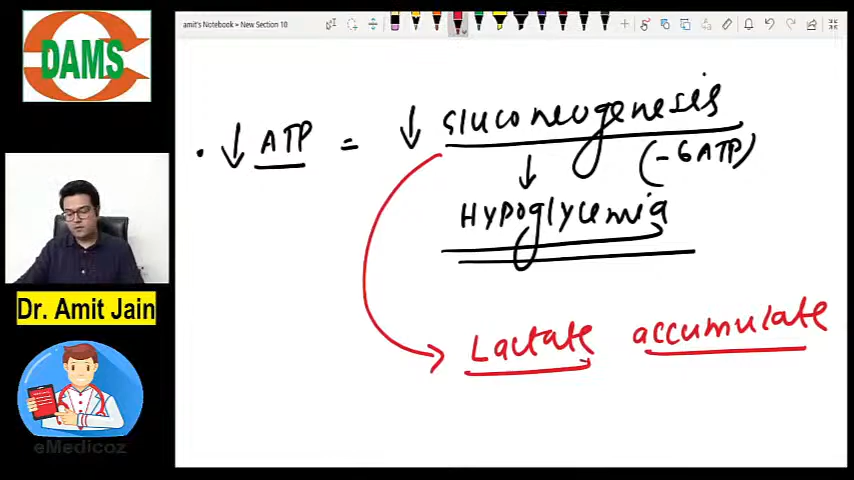 amit's Notebook > New Section 10
DAMS
. ↓ ATP = ↓ Gluconeogenesis
(-6ATP)
↓
Hypoglycemia
Dr. Amit Jain
Lactate accumulate
eMedicoz